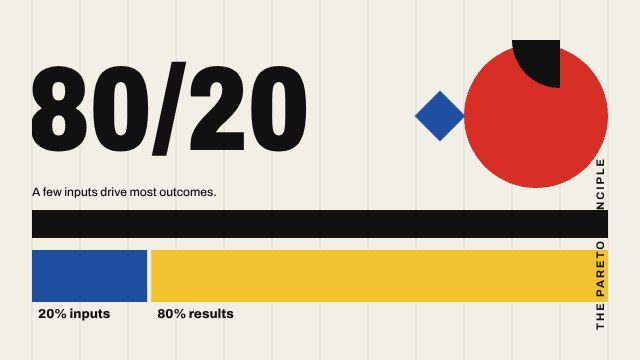 80/20
A few inputs drive most outcomes.
20% inputs
80% results
THE PARETO NCIPLE